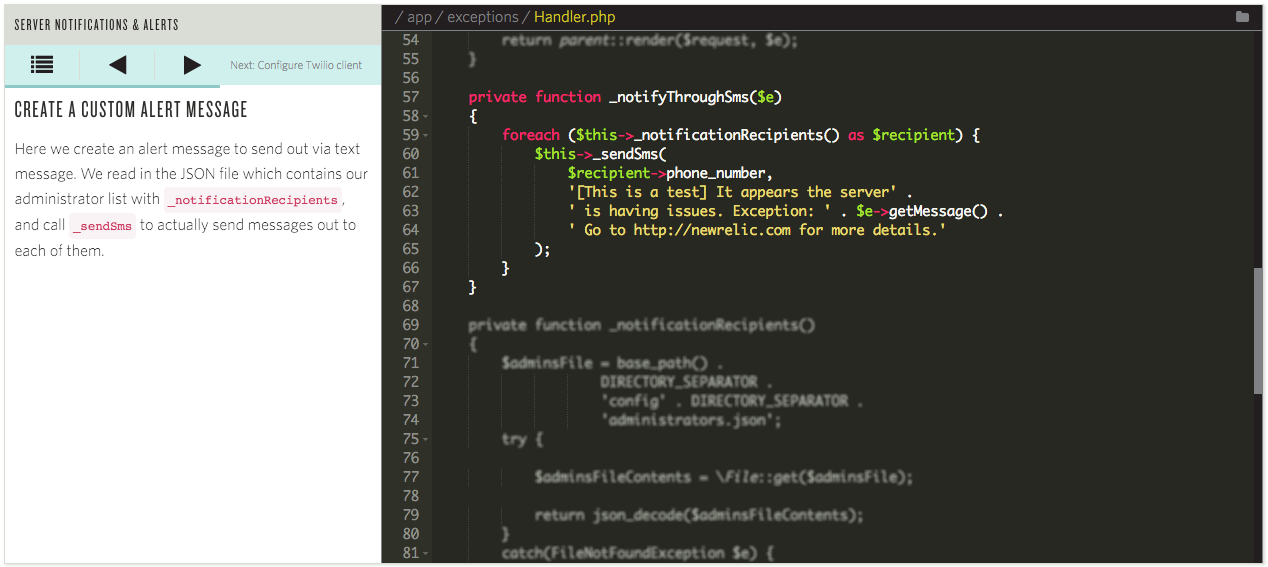 SERVER NOTIFICATIONS & ALERTS
Next: Configure Twilio client
CREATE A CUSTOM ALERT MESSAGE
Here we create an alert message to send out via text
message. We read in the JSON file which contains our
administrator list with _notificationRecipients,
and call _sendSms to actually send messages out to
each of them.
/ app / exceptions / Handler.php
54 return parent::render($request, $e);
55 }
56
57 private function _notifyThroughSms($e)
58 {
59 foreach ($this->_notificationRecipients() as $recipient) {
60 $this->_sendSms(
61 $recipient->phone_number,
62 '[This is a test] It appears the server' .
63 ' is having issues. Exception: ' . $e->getMessage() .
64 ' Go to http://newrelic.com for more details.'
65 );
66 }
67 }
68
69 private function _notificationRecipients()
70 {
71 $adminsFile = base_path() .
72 DIRECTORY_SEPARATOR .
73 'config' . DIRECTORY_SEPARATOR .
74 'administrators.json';
75 try {
76
77 $adminsFileContents = \File::get($adminsFile);
78
79 return json_decode($adminsFileContents);
80 }
81 catch(FileNotFoundException $e) {